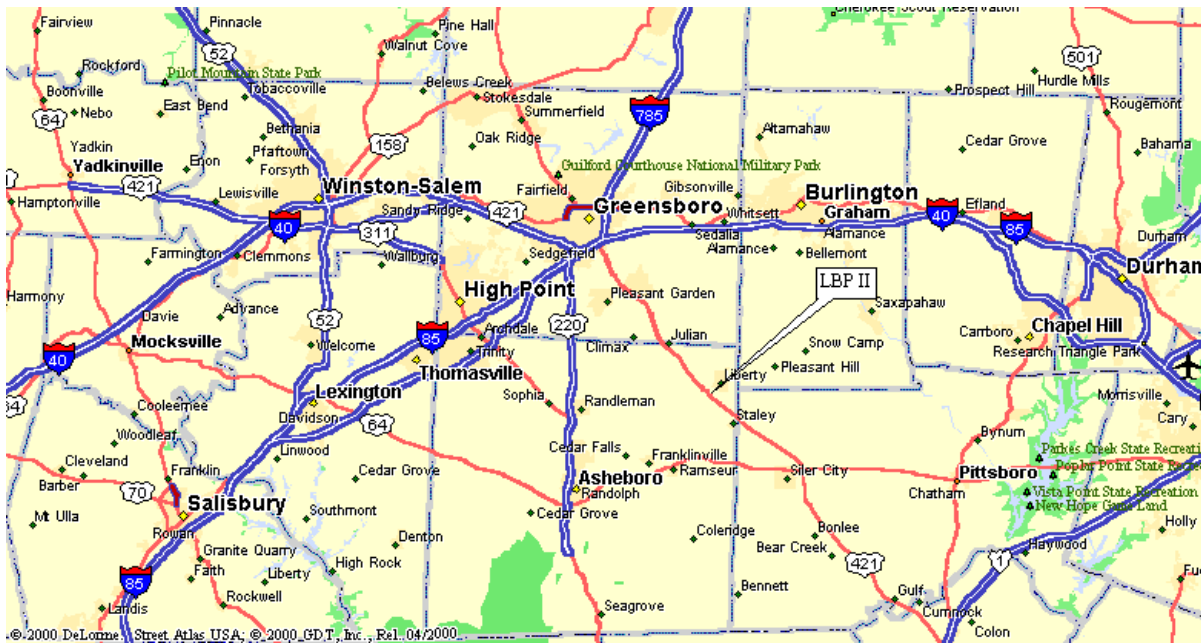 Fairview
Pinnacle
Pine Hall
Cherokee Scout Reservation
52
Walnut Cove
501
Rockford
Pilot Mountain State Park
Hurdle Mills
Boonville
Tobaccoville
Belews Creek
Stokesdale
Prospect Hill
Nebo
East Bend
Summerfield
785
Rougemont
64
Bethania
158
Oak Ridge
Altamahaw
Yadkin
Pfafftown
Cedar Grove
Bahama
Yadkinville
Enon
Forsyth
Guilford Courthouse National Military Park
421
Lewisville
Winston-Salem
Fairfield
Gibsonville
Burlington
Hamptonville
Sandy Ridge
421
Greensboro
Whitsett
Graham
40
Efland
40
311
Sedalia
Alamance
85
Durham
Farmington
Clemmons
Wallburg
Sedgefield
Alamance
Bellemont
Durham
LBP II
Harmony
Advance
High Point
Pleasant Garden
Saxapahaw
Davie
52
220
Chapel Hill
Mocksville
Welcome
85
Archdale
Climax
Julian
Snow Camp
Carrboro
40
Trinity
Pleasant Hill
Research Triangle Park
Thomasville
Lexington
Sophia
Liberty
64
Cooleemee
Davidson
Randleman
Staley
Morrisville
64
Cary
Woodleaf
Linwood
Cedar Falls
Bynum
Parkes Creek State Recreati
Cleveland
Franklin
Cedar Grove
Franklinville
Ramseur
Siler City
Pittsboro
Poplar Point State Recre
Barber
70
Asheboro
Randolph
Chatham
Vista Point State Recreation
Salisbury
New Hope Game Land
Mt Ulla
Southmont
Cedar Grove
Rowan
Coleridge
Bonlee
Holly
Granite Quarry
Denton
Bear Creek
1
Haywood
85
Faith
Liberty
High Rock
421
Landis
Rockwell
Seagrove
Bennett
Gulf
Cumnock
Colon
© 2000 DeLorme. Street Atlas USA; © 2000 GDT, Inc., Rel. 04/2000